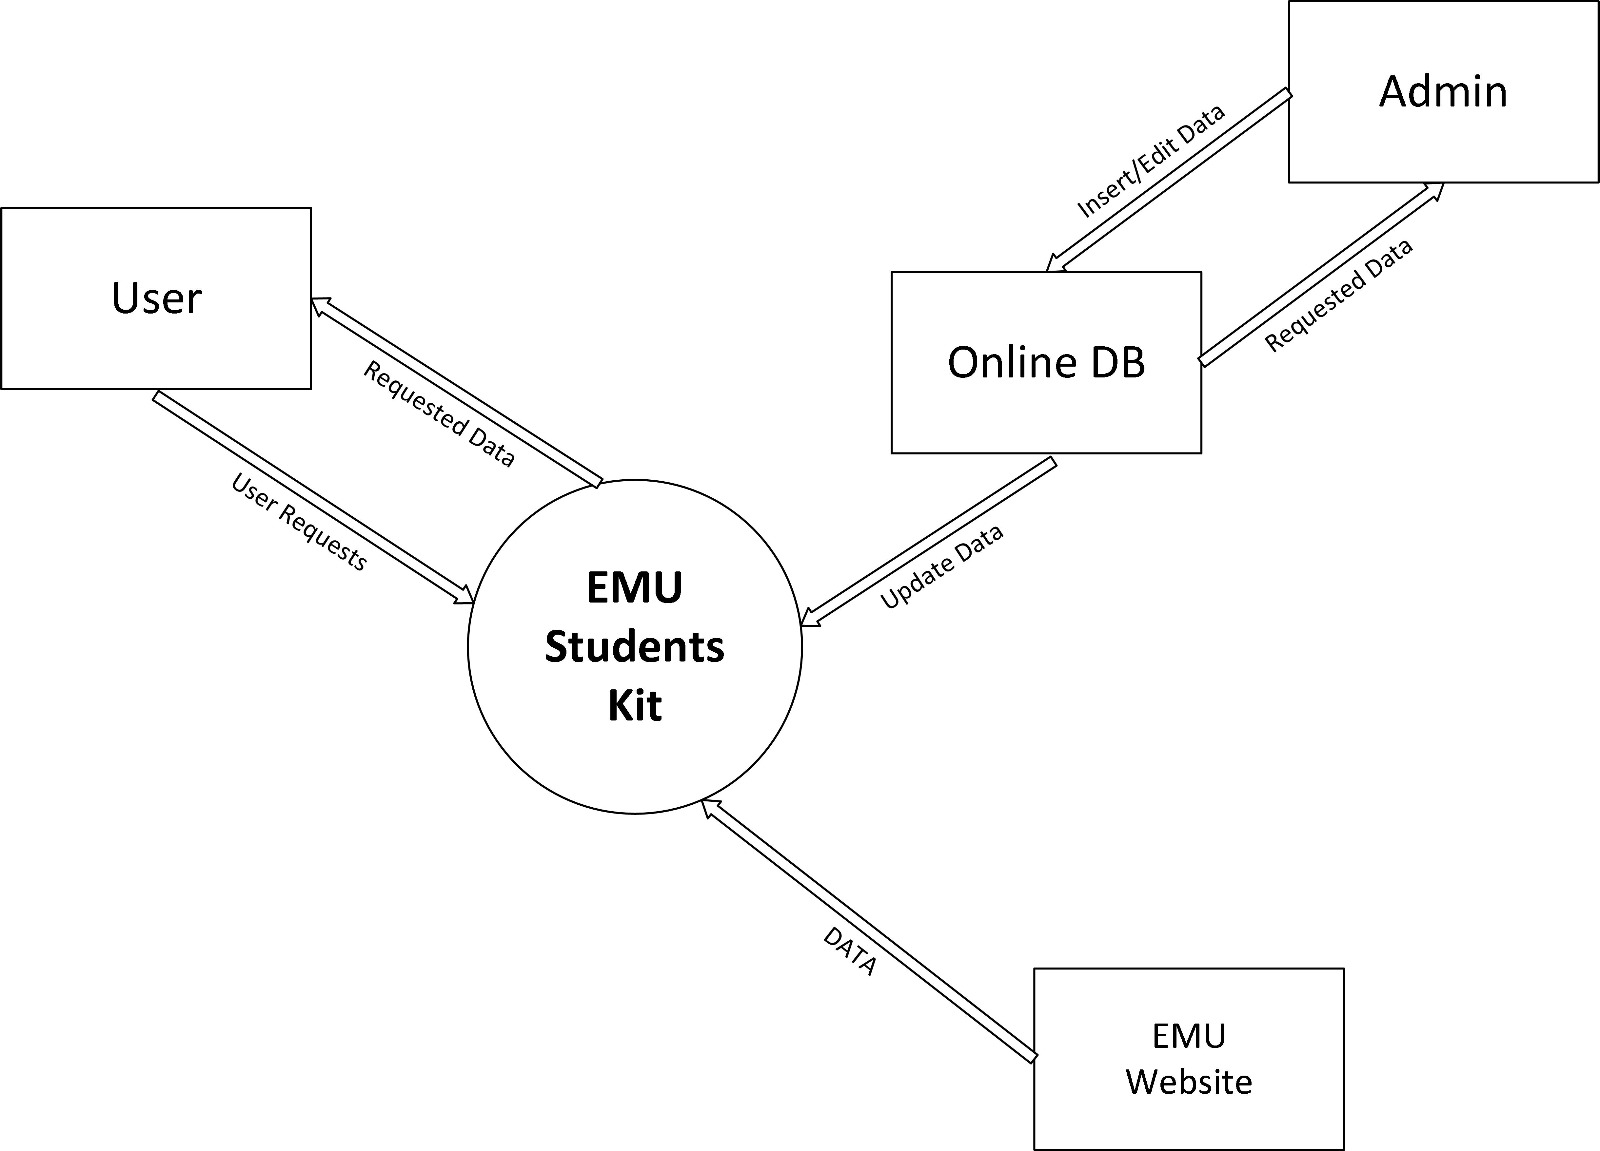 Admin
Insert/Edit Data
Requested Data
User
Online DB
Requested Data
User Requests
Update Data
EMU
Students
Kit
DATA
EMU
Website